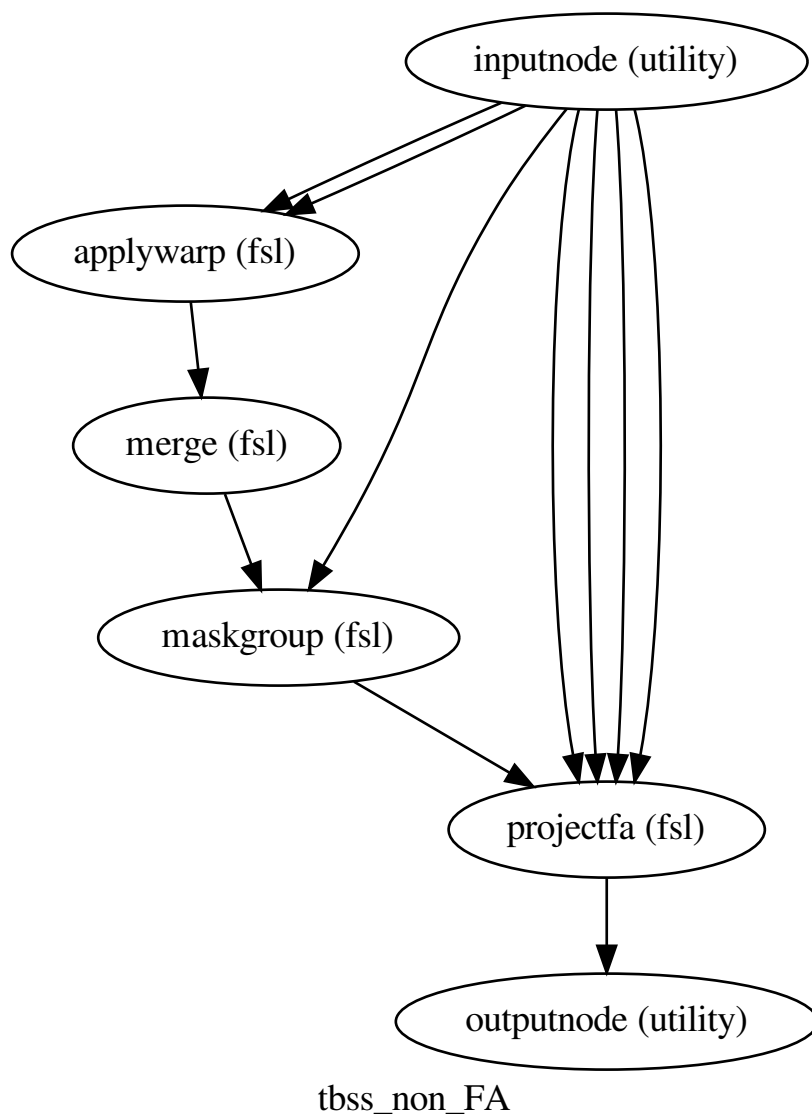 inputnode (utility)
applywarp (fsl)
merge (fsl)
maskgroup (fsl)
projectfa (fsl)
outputnode (utility)
tbss_non_FA